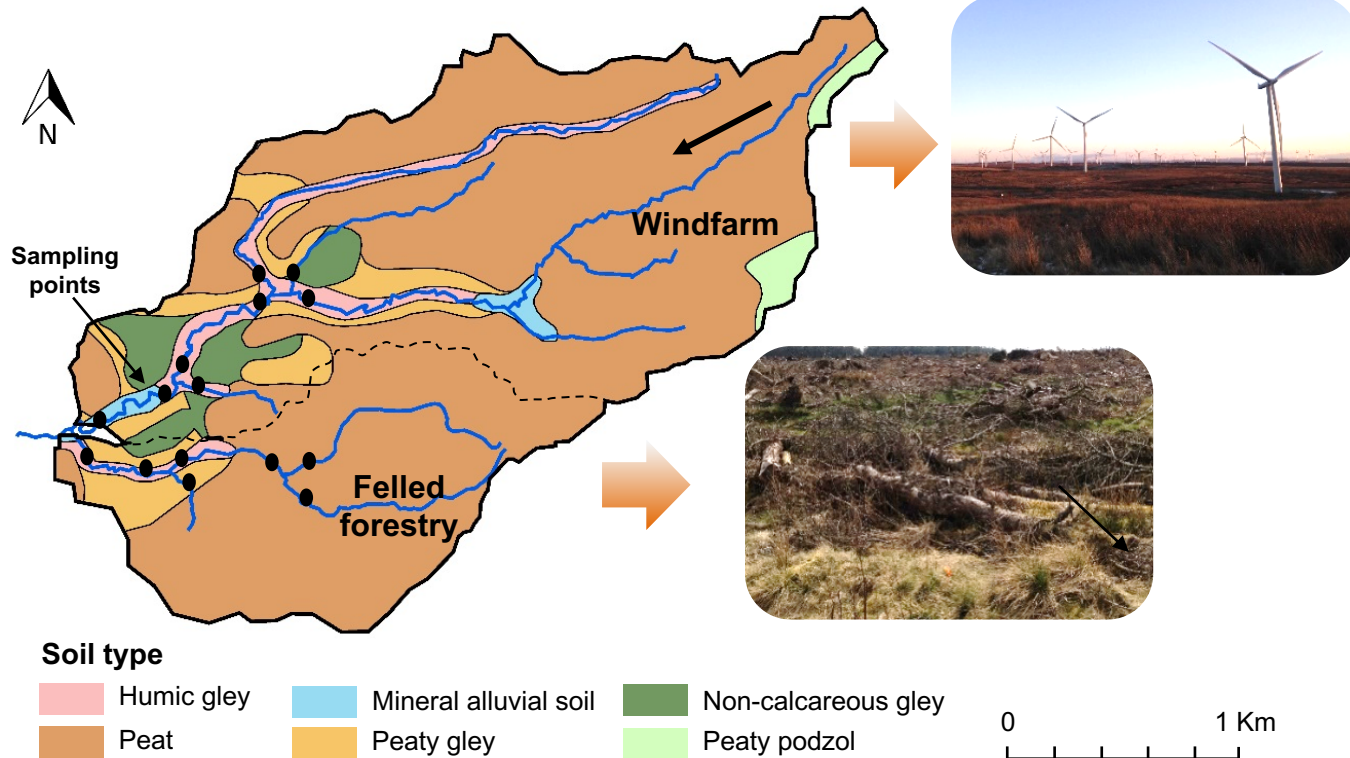 N
Windfarm
Sampling
points
Felled
forestry
Soil type
Humic gley
Mineral alluvial soil
Non-calcareous gley
Peat
Peaty gley
Peaty podzol
0
1 Km